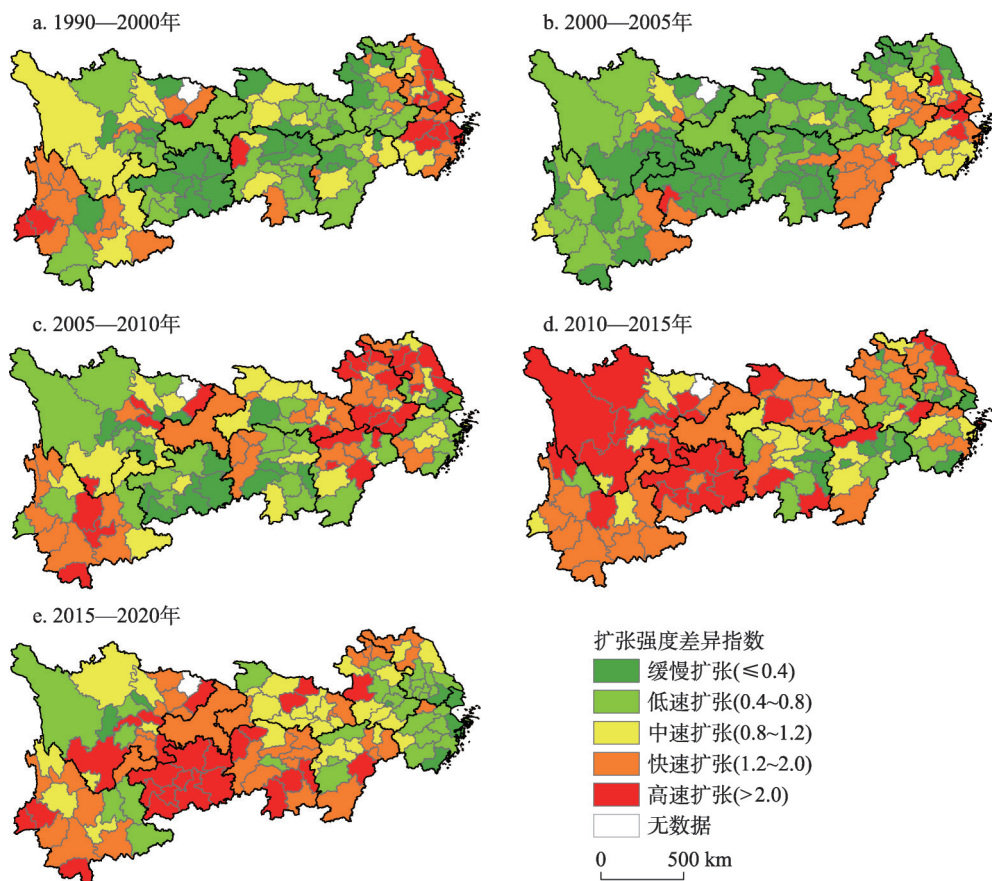 a. 1990—2000年
b. 2000—2005年
c. 2005—2010年
d. 2010—2015年
e. 2015—2020年
扩张强度差异指数
缓慢扩张(≤0.4)
低速扩张(0.4~0.8)
中速扩张(0.8~1.2)
快速扩张(1.2~2.0)
高速扩张(>2.0)
无数据
0 500 km